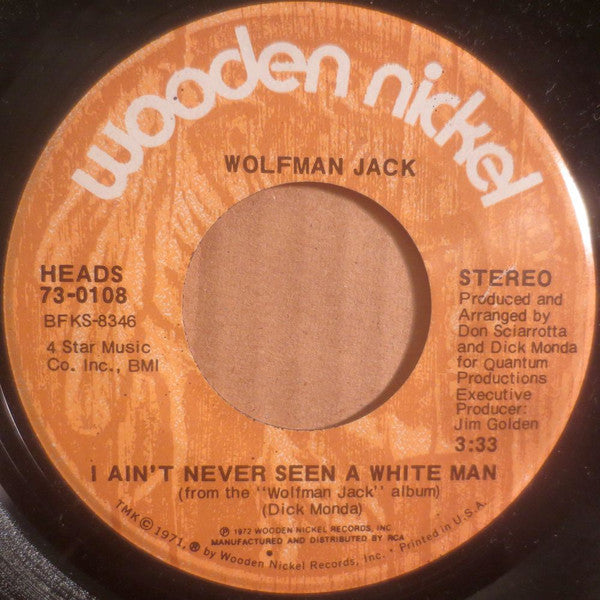 wooden nickel
WOLFMAN JACK
HEADS
73-0108
BFKS-8346
4 Star Music
Co. Inc., BMI
STEREO
Produced and
Arranged by
Don Sciarrotta
and Dick Monda
for Quantum
Productions
Executive
Producer:
Jim Golden
3:33
I AIN'T NEVER SEEN A WHITE MAN
(from the "Wolfman Jack" album)
(Dick Monda)
℗ 1972 WOODEN NICKEL RECORDS, INC.
MANUFACTURED AND DISTRIBUTED BY RCA
TMK © 1971, ® by Wooden Nickel Records, Inc. • Printed in U.S.A.